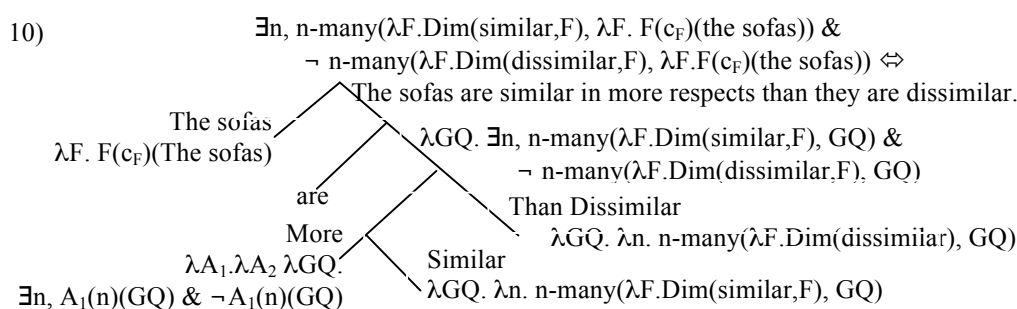 10)
∃n, n-many(λF.Dim(similar,F), λF. F(c_F)(the sofas)) &
¬ n-many(λF.Dim(dissimilar,F), λF.F(c_F)(the sofas)) ⇔
The sofas are similar in more respects than they are dissimilar.
The sofas
λF. F(c_F)(The sofas)
λGQ. ∃n, n-many(λF.Dim(similar,F), GQ) &
¬ n-many(λF.Dim(dissimilar,F), GQ)
are
Than Dissimilar
λGQ. λn. n-many(λF.Dim(dissimilar), GQ)
More
λA₁.λA₂ λGQ.
∃n, A₁(n)(GQ) & ¬A₁(n)(GQ)
Similar
λGQ. λn. n-many(λF.Dim(similar,F), GQ)